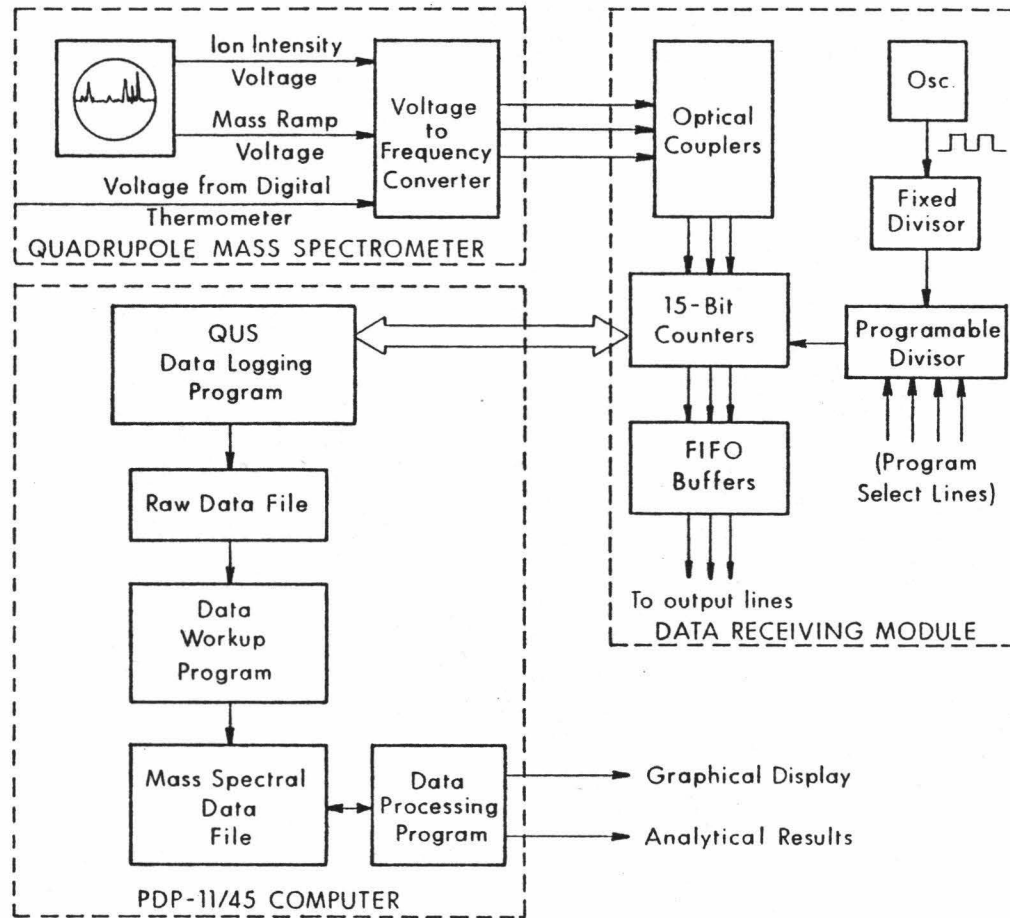 Ion Intensity
Voltage
Mass Ramp
Voltage
Voltage from Digital
Thermometer
Voltage
to
Frequency
Converter
QUADRUPOLE MASS SPECTROMETER
Optical
Couplers
Osc.
Fixed
Divisor
15-Bit
Counters
Programable
Divisor
(Program
Select Lines)
FIFO
Buffers
To output lines
DATA RECEIVING MODULE
QUS
Data Logging
Program
Raw Data File
Data
Workup
Program
Mass Spectral
Data
File
Data
Processing
Program
Graphical Display
Analytical Results
PDP-11/45 COMPUTER